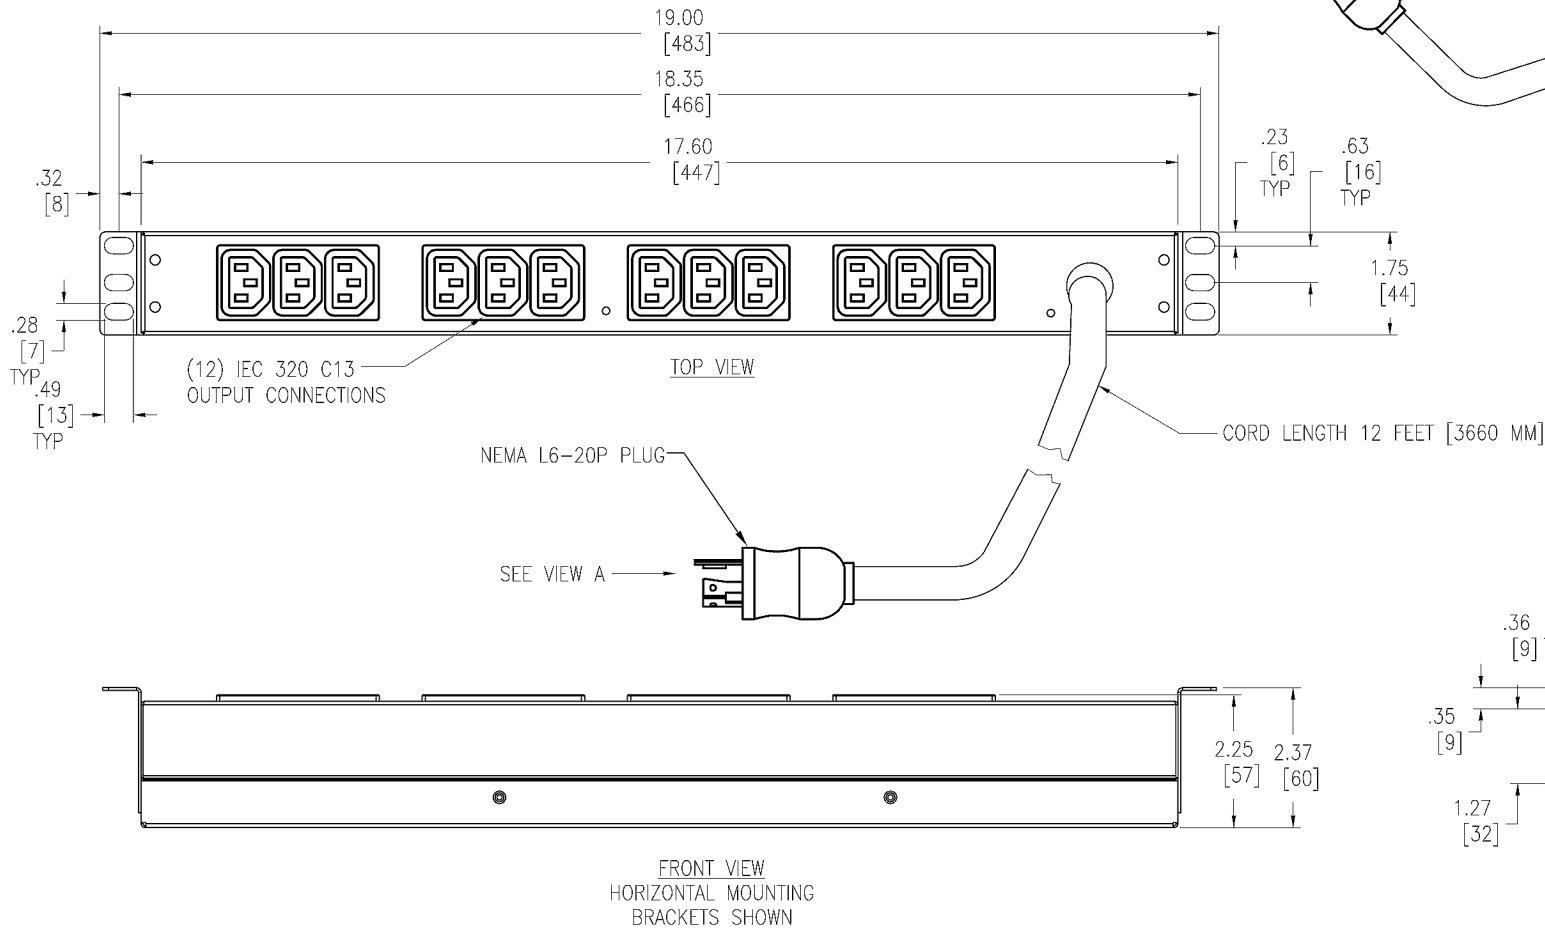 19.00
[483]
18.35
[466]
17.60
[447]
.32
[8]
.23
[6]
TYP
.63
[16]
TYP
1.75
[44]
.28
[7]
TYP
.49
[13]
TYP
(12) IEC 320 C13
OUTPUT CONNECTIONS
TOP VIEW
CORD LENGTH 12 FEET [3660 MM]
NEMA L6-20P PLUG
SEE VIEW A
.36
[9]
.35
[9]
2.25
[57]
2.37
[60]
1.27
[32]
FRONT VIEW
HORIZONTAL MOUNTING
BRACKETS SHOWN